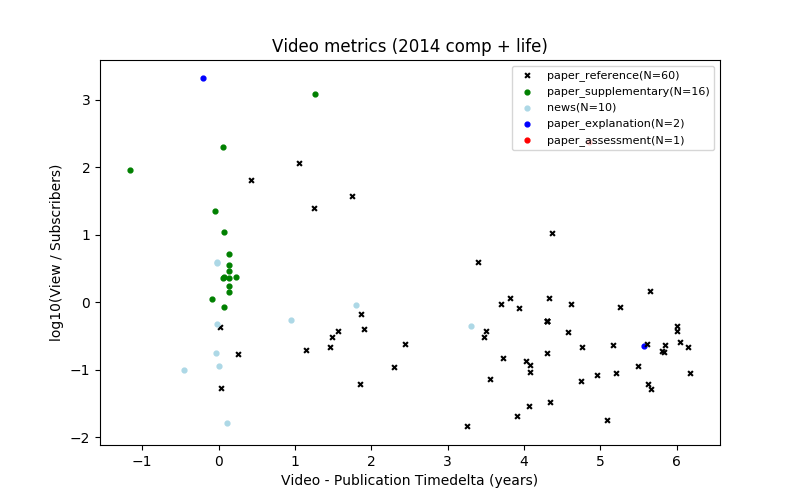 Video metrics (2014 comp + life)
paper_reference(N=60)
paper_supplementary(N=16)
news(N=10)
paper_explanation(N=2)
paper_assessment(N=1)
log10(View / Subscribers)
3
2
1
0
−1
−2
−1 0 1 2 3 4 5 6
Video - Publication Timedelta (years)